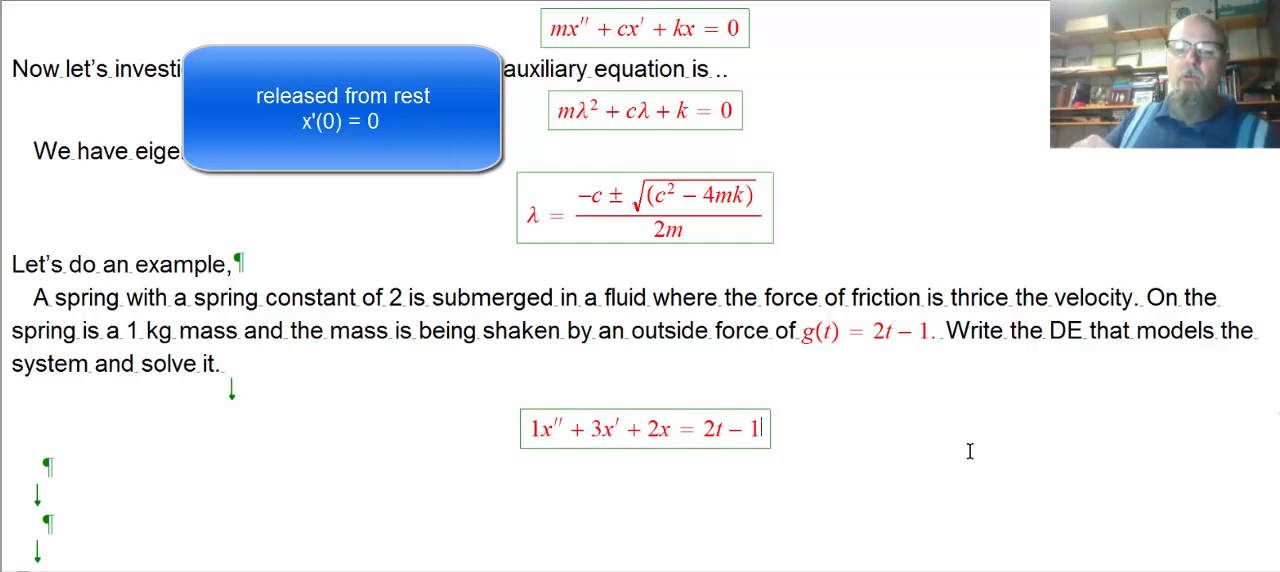 mx″ + cx′ + kx = 0
Now let's investi
released from rest
x'(0) = 0
auxiliary equation is ..
mλ² + cλ + k = 0
We have eige
λ = (−c ± √(c² − 4mk)) / 2m
Let's do an example,¶
A spring with a spring constant of 2 is submerged in a fluid where the force of friction is thrice the velocity. On the
spring is a 1 kg mass and the mass is being shaken by an outside force of g(t) = 2t − 1. Write the DE that models the
system and solve it.
↓
1x″ + 3x′ + 2x = 2t − 1
¶
↓
¶
↓